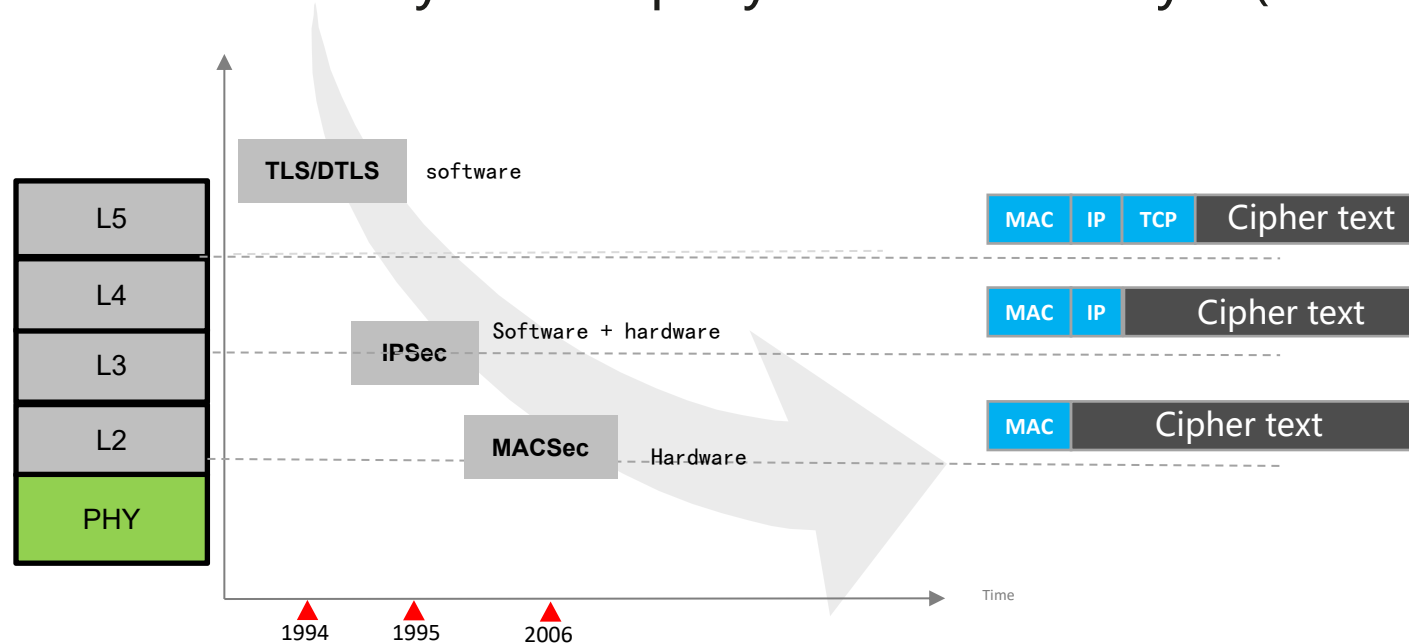 TLS/DTLS software
L5
MAC IP TCP Cipher text
L4
MAC IP Cipher text
Software + hardware
IPSec
L3
MAC Cipher text
L2
MACSec Hardware
PHY
Time
1994 1995 2006